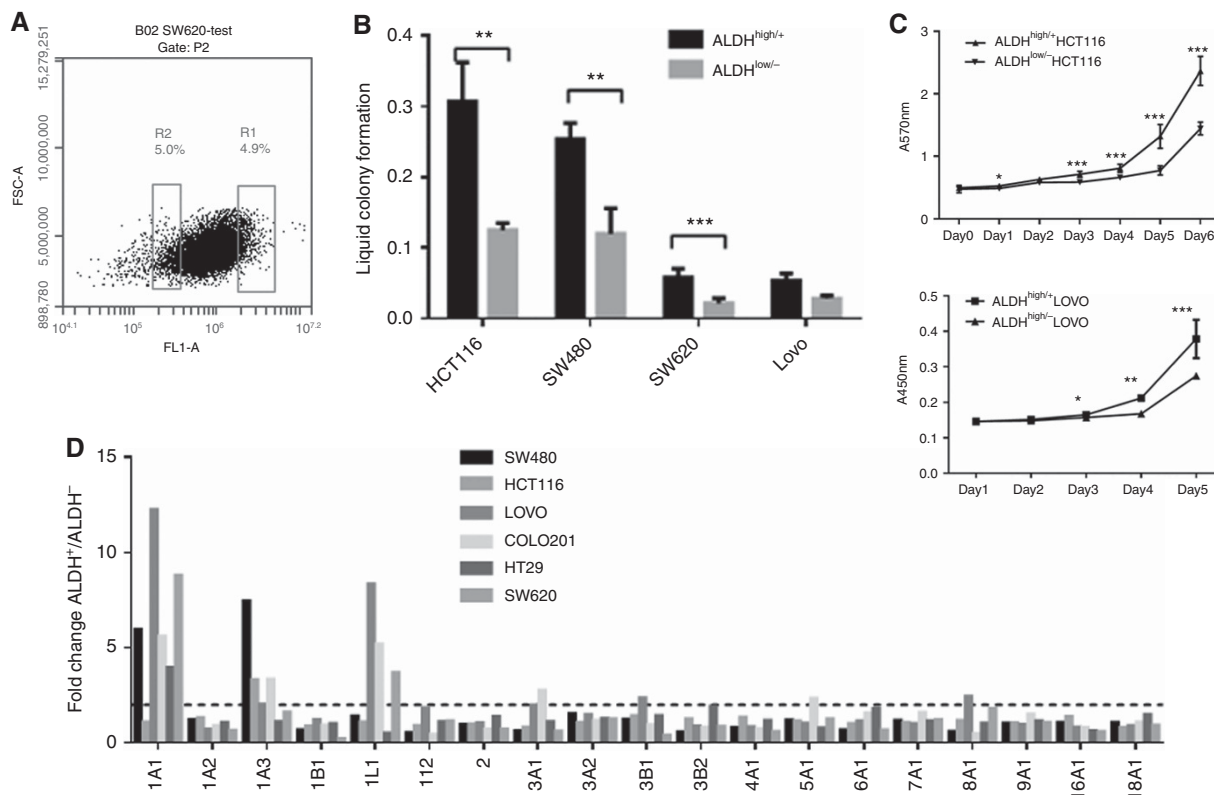 A
B02 SW620-test
Gate: P2
15,279,251
10,000,000
5,000,000
898,780
FSC-A
R2
5.0%
R1
4.9%
10^4.1
10^5
10^6
10^7.2
FL1-A
B
Liquid colony formation
0.4
0.3
0.2
0.1
0.0
**
**
***
ALDH^high/+
ALDH^low/–
HCT116
SW480
SW620
Lovo
C
A570nm
3
2
1
0
ALDH^high/+HCT116
ALDH^low/–HCT116
*
***
***
***
***
Day0
Day1
Day2
Day3
Day4
Day5
Day6
A450nm
0.5
0.4
0.3
0.2
0.1
0.0
ALDH^high/+LOVO
ALDH^high/–LOVO
*
**
***
Day1
Day2
Day3
Day4
Day5
D
Fold change ALDH+/ALDH–
15
10
5
0
SW480
HCT116
LOVO
COLO201
HT29
SW620
1A1
1A2
1A3
1B1
1L1
112
2
3A1
3A2
3B1
3B2
4A1
5A1
6A1
7A1
8A1
9A1
16A1
18A1